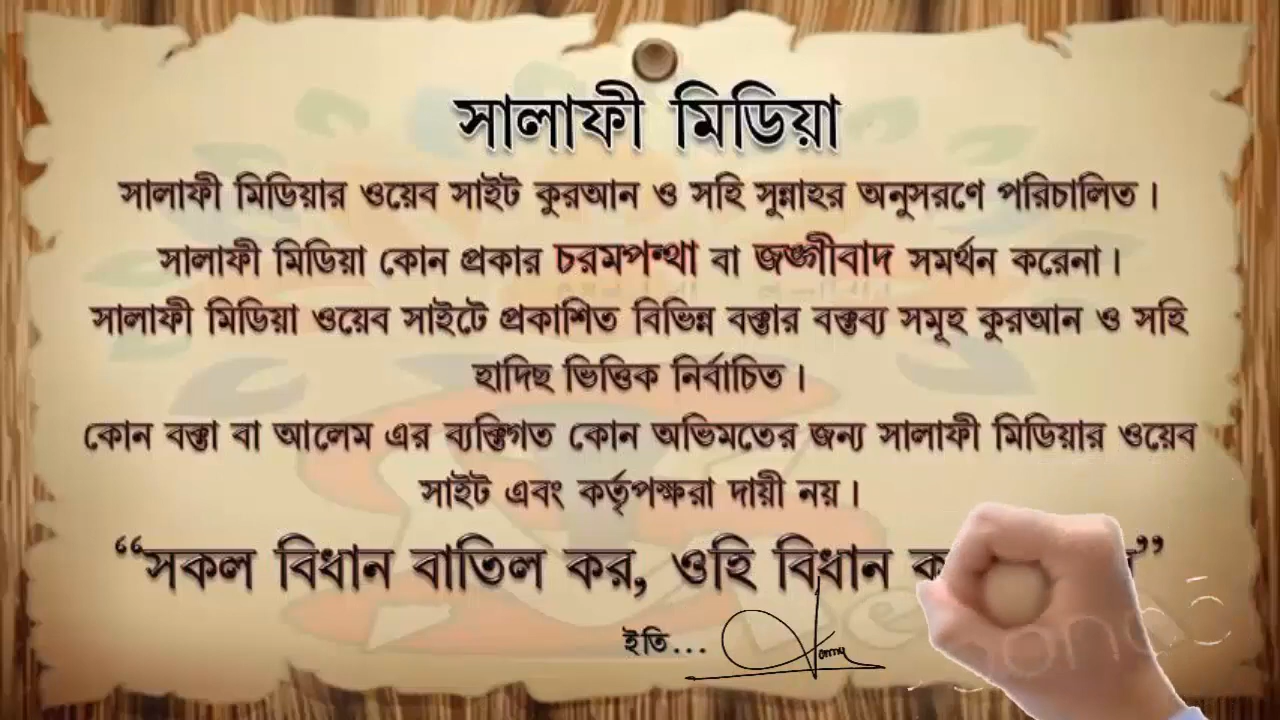 সালাফী মিডিয়া
সালাফী মিডিয়ার ওয়েব সাইট কুরআন ও সহি সুন্নাহর অনুসরণে পরিচালিত।
সালাফী মিডিয়া কোন প্রকার চরমপন্থা বা জঙ্গীবাদ সমর্থন করেনা।
সালাফী মিডিয়া ওয়েব সাইটে প্রকাশিত বিভিন্ন বক্তার বক্তব্য সমূহ কুরআন ও সহি
হাদিছ ভিত্তিক নির্বাচিত।
কোন বক্তা বা আলেম এর ব্যক্তিগত কোন অভিমতের জন্য সালাফী মিডিয়ার ওয়েব
সাইট এবং কর্তৃপক্ষরা দায়ী নয়।
“সকল বিধান বাতিল কর, ওহি বিধান ”
ইতি...